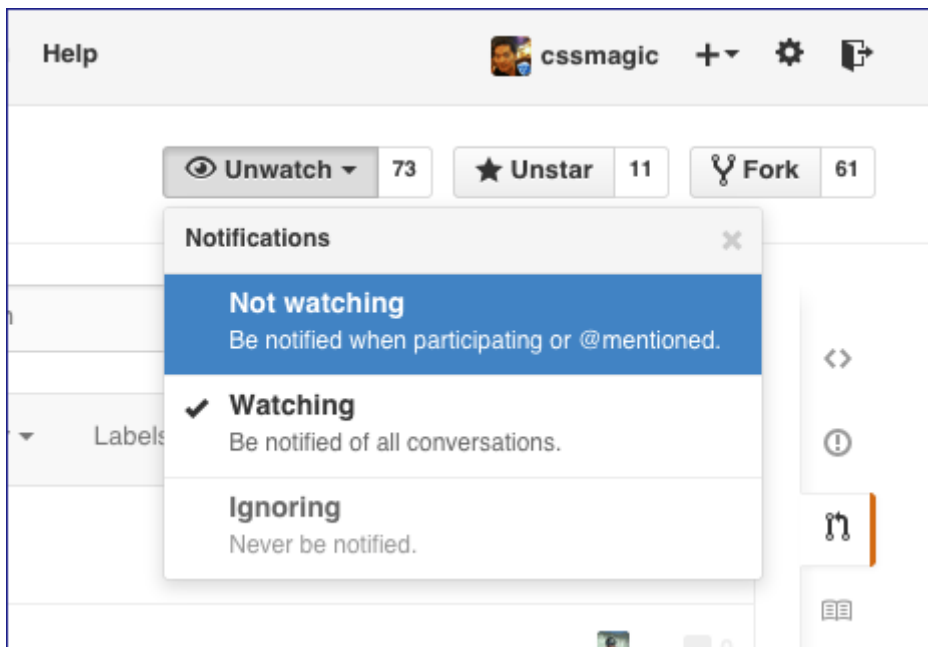 Help
cssmagic
Unwatch 73
Unstar 11
Fork 61
Notifications
Not watching
Be notified when participating or @mentioned.
Watching
Be notified of all conversations.
Labels
Ignoring
Never be notified.